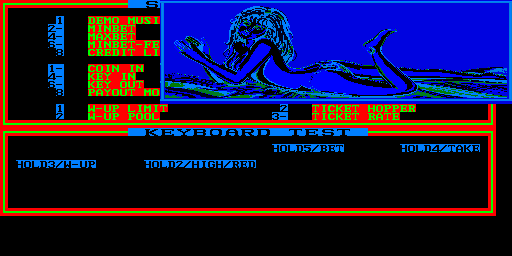 S
1 DEMO MUSI
2- MINBET
4- MAXBET
8 MINBET-FE
8 CREDIT LI
1- COIN IN
4- KEY IN
8- KEY OUT
8 PAYOUT MO
1 W-UP LIMIT 2 TICKET HOPPER
2 W-UP POOL 3- TICKET RATE
KEYBOARD TEST
HOLD5/BET HOLD4/TAKE
HOLD3/W-UP HOLD2/HIGH/RED